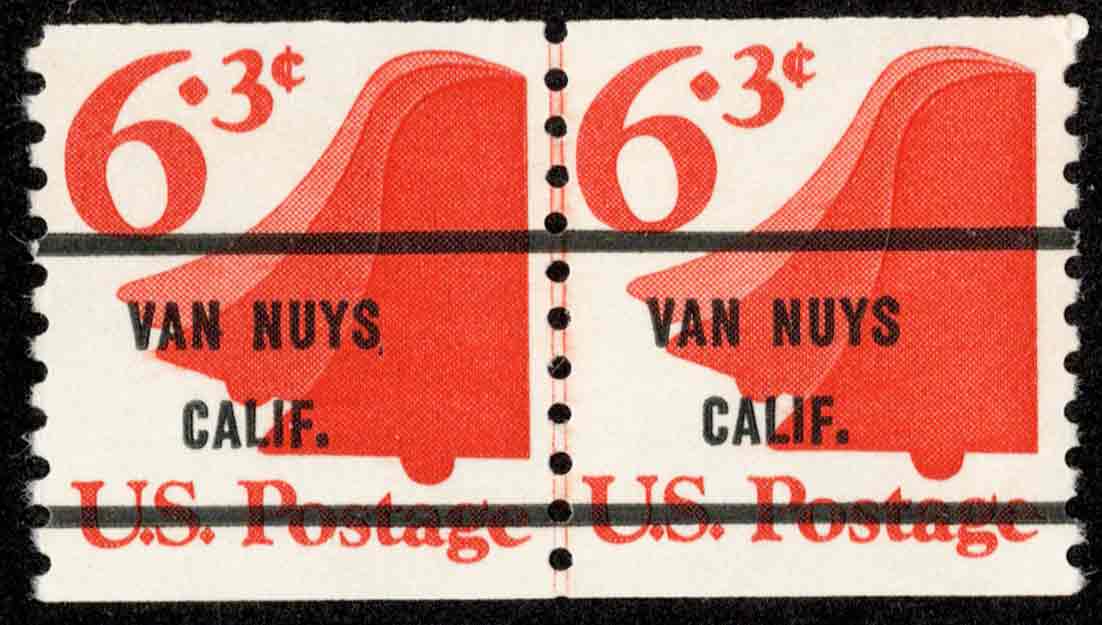 6.3¢ 6.3¢
VAN NUYS, VAN NUYS
CALIF. CALIF.
U.S. Postage U.S. Postage